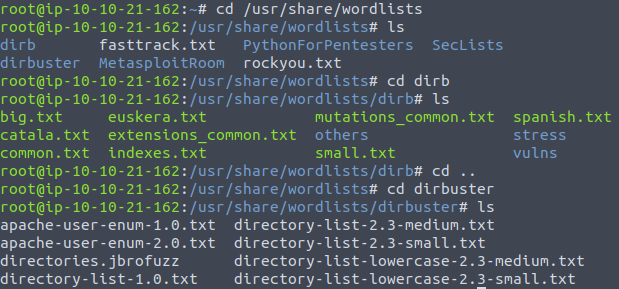 root@ip-10-10-21-162:~# cd /usr/share/wordlists
root@ip-10-10-21-162:/usr/share/wordlists# ls
dirb       fasttrack.txt   PythonForPentesters  SecLists
dirbuster  MetasploitRoom  rockyou.txt
root@ip-10-10-21-162:/usr/share/wordlists# cd dirb
root@ip-10-10-21-162:/usr/share/wordlists/dirb# ls
big.txt     euskera.txt            mutations_common.txt  spanish.txt
catala.txt  extensions_common.txt  others                stress
common.txt  indexes.txt            small.txt             vulns
root@ip-10-10-21-162:/usr/share/wordlists/dirb# cd ..
root@ip-10-10-21-162:/usr/share/wordlists# cd dirbuster
root@ip-10-10-21-162:/usr/share/wordlists/dirbuster# ls
apache-user-enum-1.0.txt  directory-list-2.3-medium.txt
apache-user-enum-2.0.txt  directory-list-2.3-small.txt
directories.jbrofuzz      directory-list-lowercase-2.3-medium.txt
directory-list-1.0.txt    directory-list-lowercase-2.3-small.txt